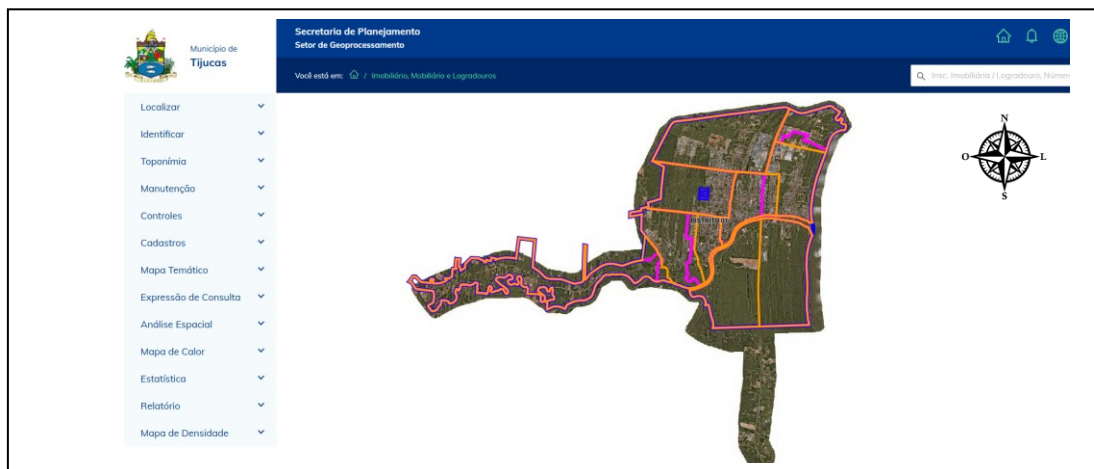 Município de
Tijucas
Secretaria de Planejamento
Setor de Geoprocessamento
Você está em: / Imobiliário, Mobiliário e Logradouros
Insc. Imobiliária / Logradouro, Númer
Localizar
Identificar
Toponímia
Manutenção
Controles
Cadastros
Mapa Temático
Expressão de Consulta
Análise Espacial
Mapa de Calor
Estatística
Relatório
Mapa de Densidade
DISTRITO 01
N
O
L
S